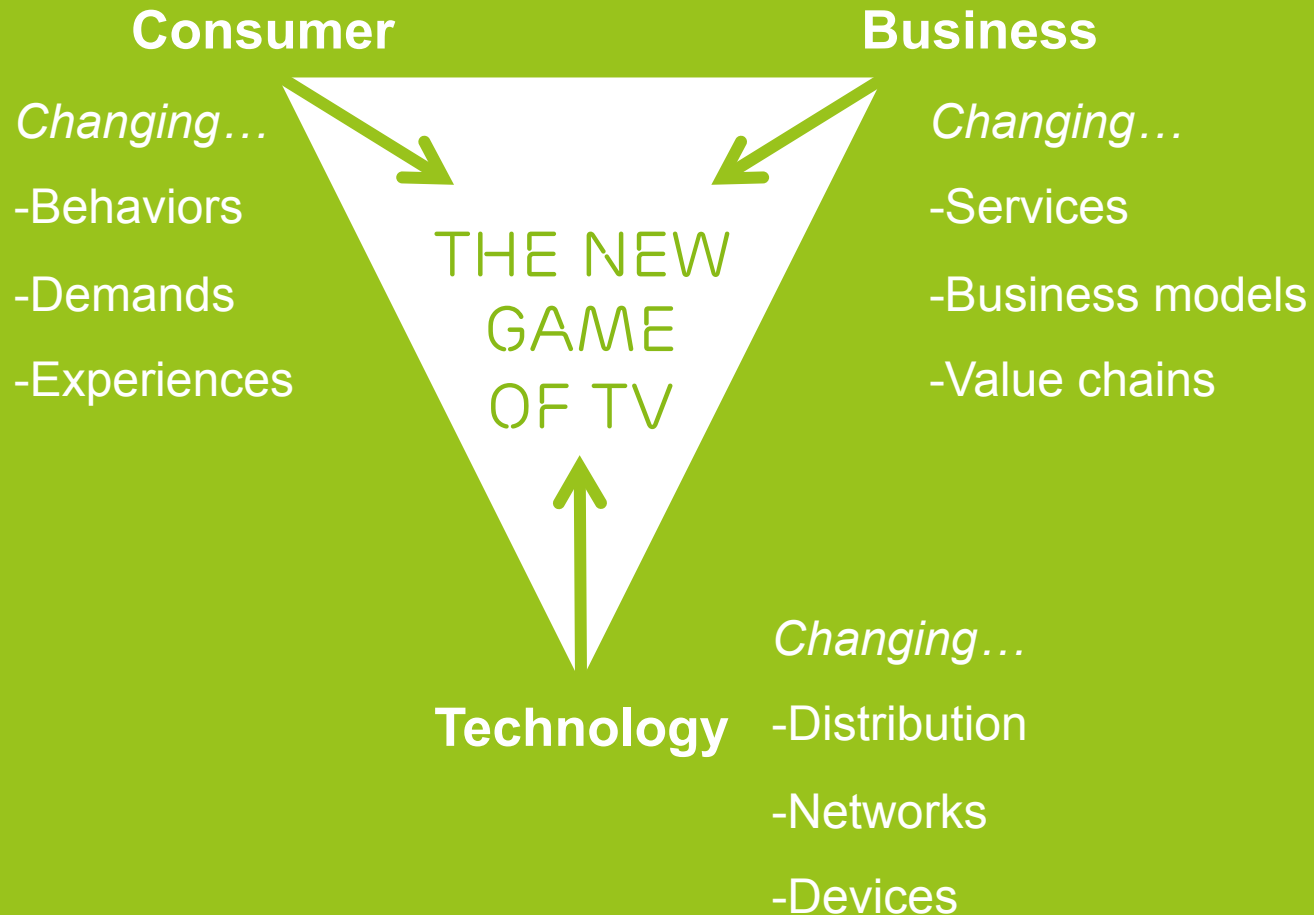 Consumer
Changing…
-Behaviors
-Demands
-Experiences
Business
Changing…
-Services
-Business models
-Value chains
THE NEW
GAME
OF TV
Technology
Changing…
-Distribution
-Networks
-Devices